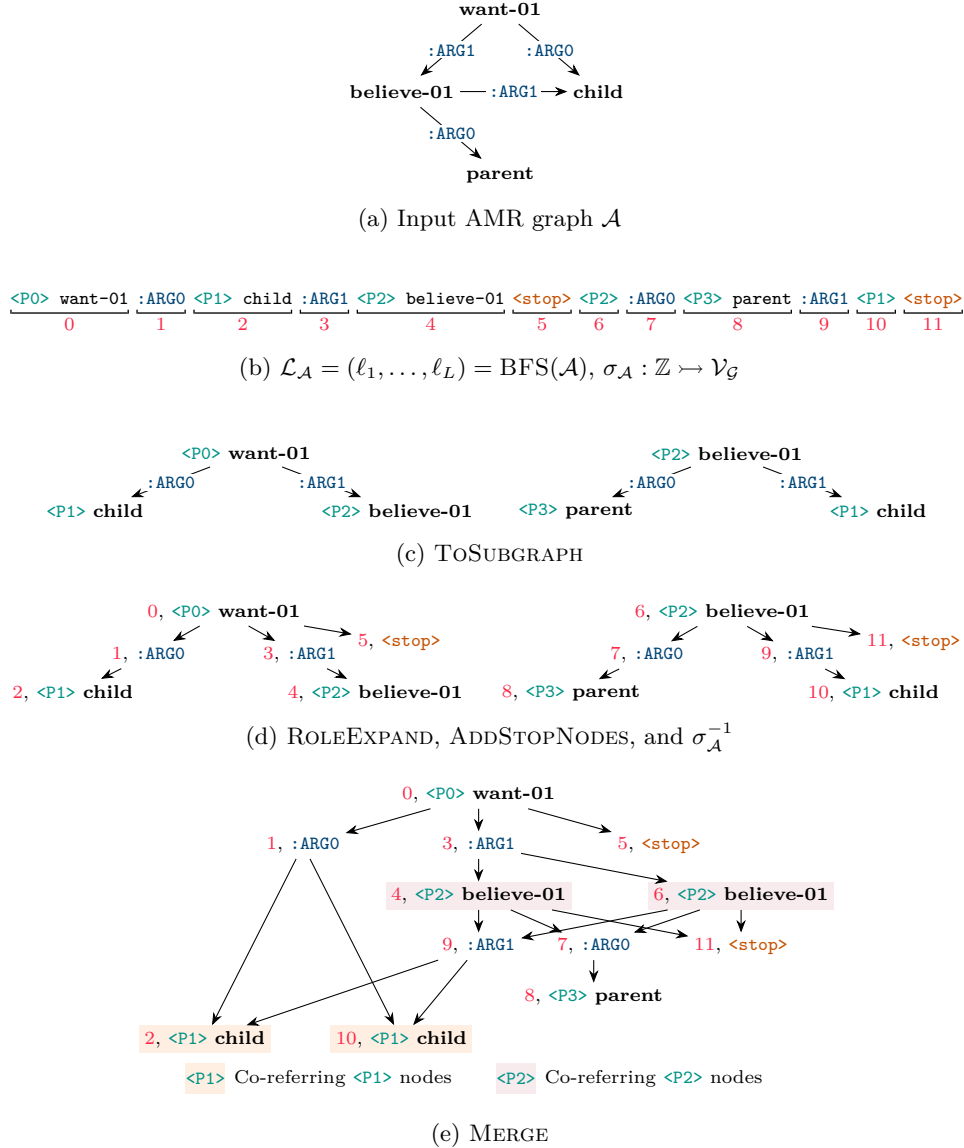 want-01
:ARG1 :ARG0
believe-01 :ARG1 child
:ARG0
parent
(a) Input AMR graph 𝒜
<P0> want-01 :ARG0 <P1> child :ARG1 <P2> believe-01 <stop> <P2> :ARG0 <P3> parent :ARG1 <P1> <stop>
0 1 2 3 4 5 6 7 8 9 10 11
(b) ℒ_𝒜 = (ℓ₁, . . . , ℓ_L) = BFS(𝒜), σ_𝒜 : ℤ ↣ 𝒱_𝒢
<P0> want-01 <P2> believe-01
:ARG0 :ARG1 :ARG0 :ARG1
<P1> child <P2> believe-01 <P3> parent <P1> child
(c) ToSubgraph
0, <P0> want-01 6, <P2> believe-01
5, <stop> 11, <stop>
1, :ARG0 3, :ARG1 7, :ARG0 9, :ARG1
2, <P1> child 4, <P2> believe-01 8, <P3> parent 10, <P1> child
(d) RoleExpand, AddStopNodes, and σ_𝒜⁻¹
0, <P0> want-01
1, :ARG0 3, :ARG1 5, <stop>
4, <P2> believe-01 6, <P2> believe-01
9, :ARG1 7, :ARG0 11, <stop>
8, <P3> parent
2, <P1> child 10, <P1> child
<P1> Co-referring <P1> nodes <P2> Co-referring <P2> nodes
(e) Merge